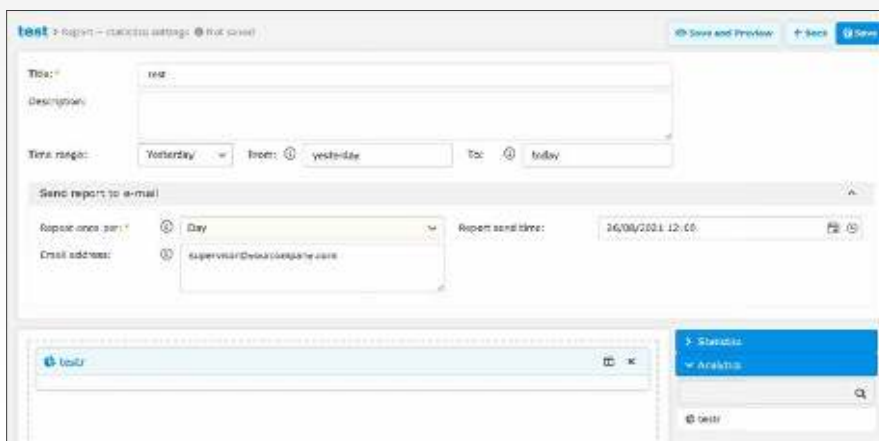 test > Report - statistics settings Not saved
Save and Preview Back Save
Title:* test
Description:
Time range: Yesterday From: yesterday To: today
Send report to e-mail
Repeat once per:* Day Report send time: 26/08/2021 12:00
Email address: supervisor@yourcompany.com
testr
Statistics
Analytics
testr